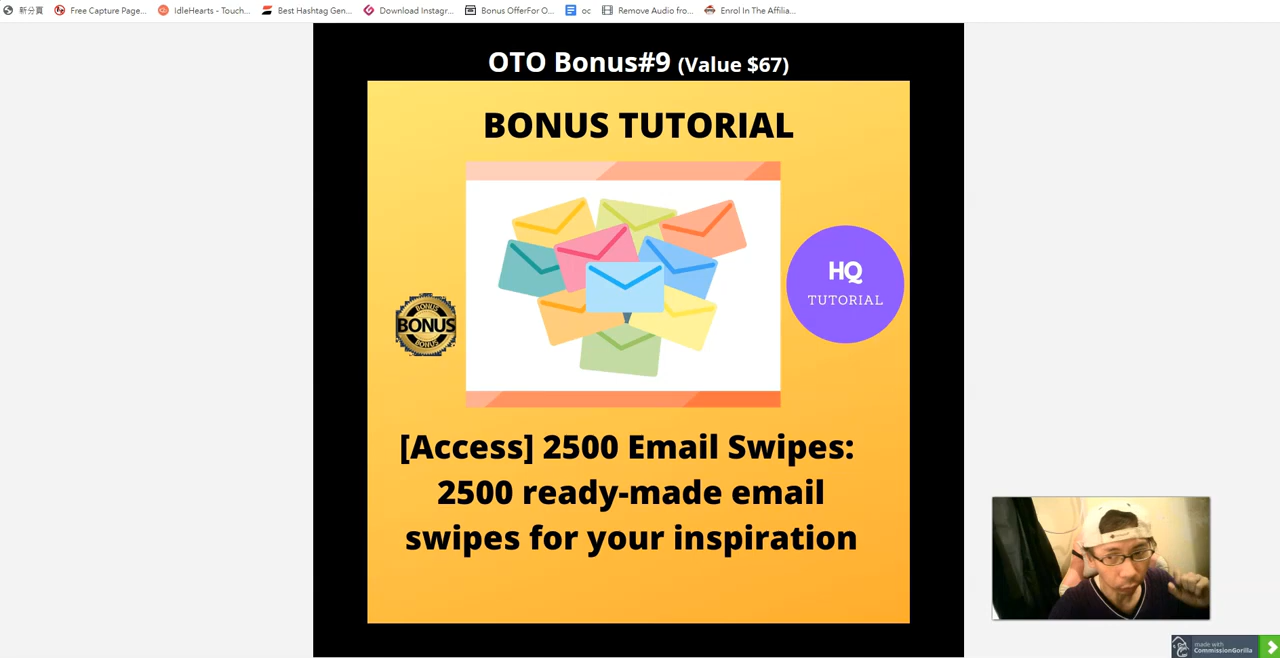 新分頁 Free Capture Page... IdleHearts - Touch... Best Hashtag Gen... Download Instagr... Bonus OfferFor O... oc Remove Audio fro... Enrol In The Affilia...
OTO Bonus#9 (Value $67)
BONUS TUTORIAL
HQ
TUTORIAL
BONUS
BONUS
BONUS
[Access] 2500 Email Swipes:
2500 ready-made email
swipes for your inspiration
made with
CommissionGorilla